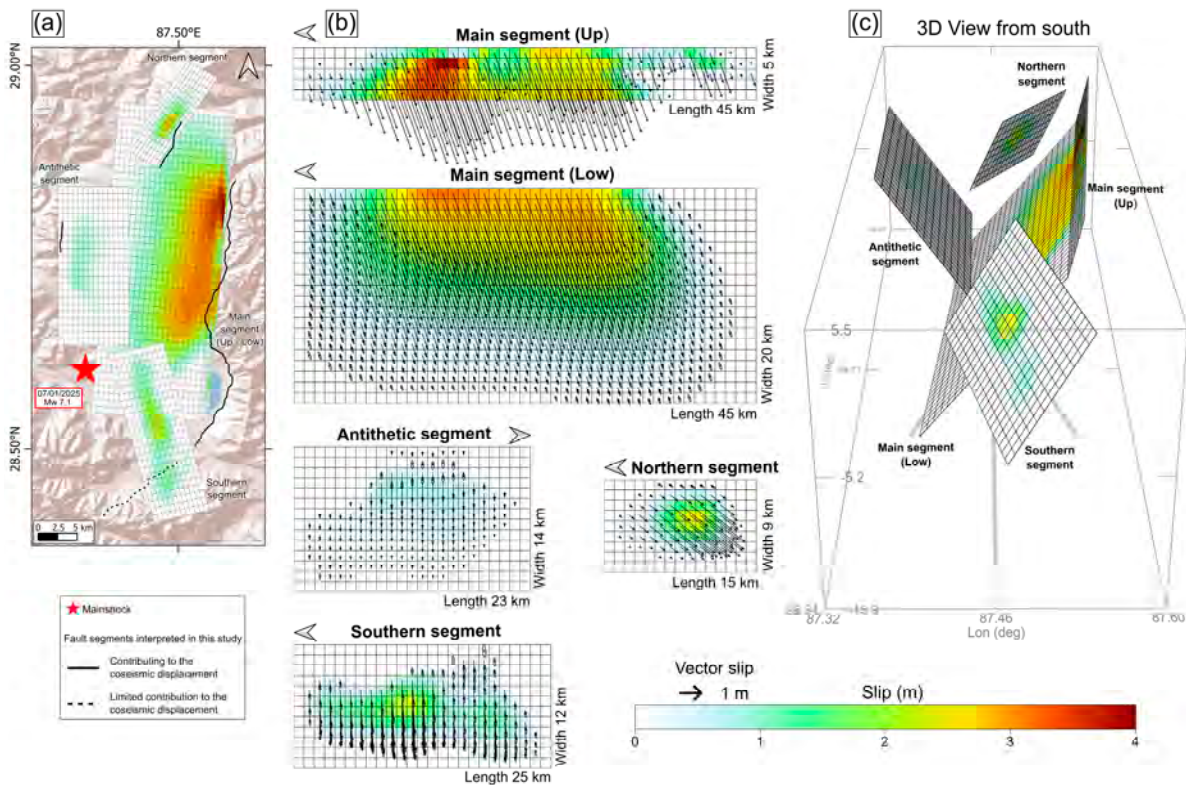 (a)
87.50°E
29.00°N
28.50°N
Northern
segment
Antithetic
segment
Main
segment
(Up / Low)
07/01/2025
Mw 7.1
Southern
segment
0 2.5 5 km
★ Mainshock
Fault segments interpreted in this study
Contributing to the
coseismic displacement
Limited contribution to the
coseismic displacement
(b)
Main segment (Up)
Width 5 km
Length 45 km
Main segment (Low)
Width 20 km
Length 45 km
Antithetic segment
Width 14 km
Length 23 km
Northern segment
Width 9 km
Length 15 km
Southern segment
Width 12 km
Length 25 km
(c)
3D View from south
Northern
segment
Main segment
(Up)
Antithetic
segment
Main segment
(Low)
Southern
segment
5.5
-5.2
87.32
87.46
87.60
Lon (deg)
Vector slip
1 m
Slip (m)
0 1 2 3 4